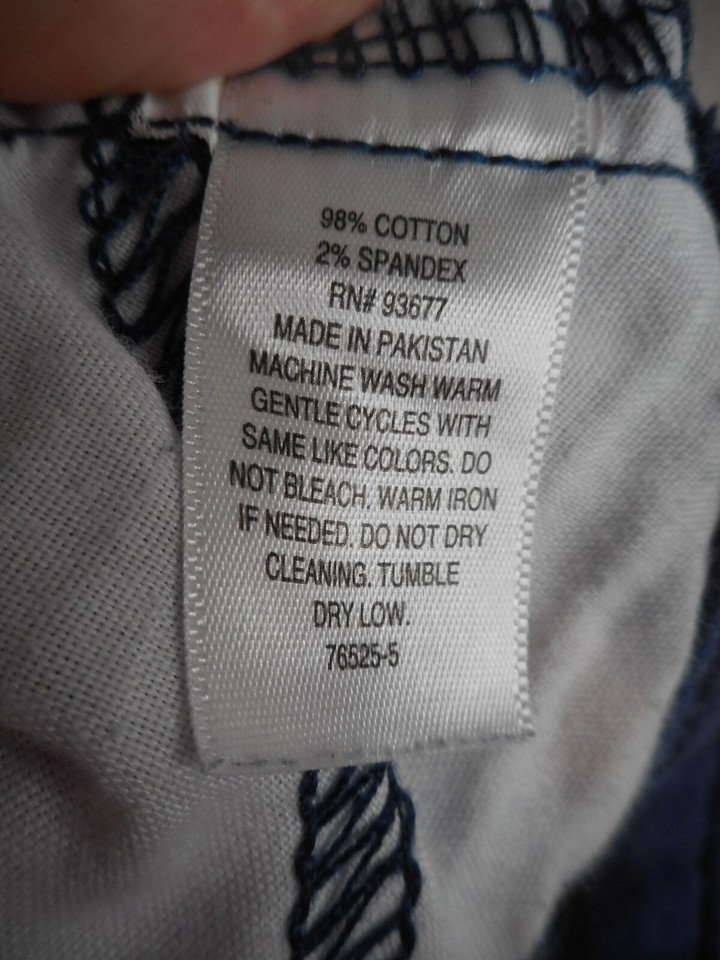 98% COTTON
2% SPANDEX
RN# 93677
MADE IN PAKISTAN
MACHINE WASH WARM
GENTLE CYCLES WITH
SAME LIKE COLORS. DO
NOT BLEACH. WARM IRON
IF NEEDED. DO NOT DRY
CLEANING. TUMBLE
DRY LOW.
76525-5